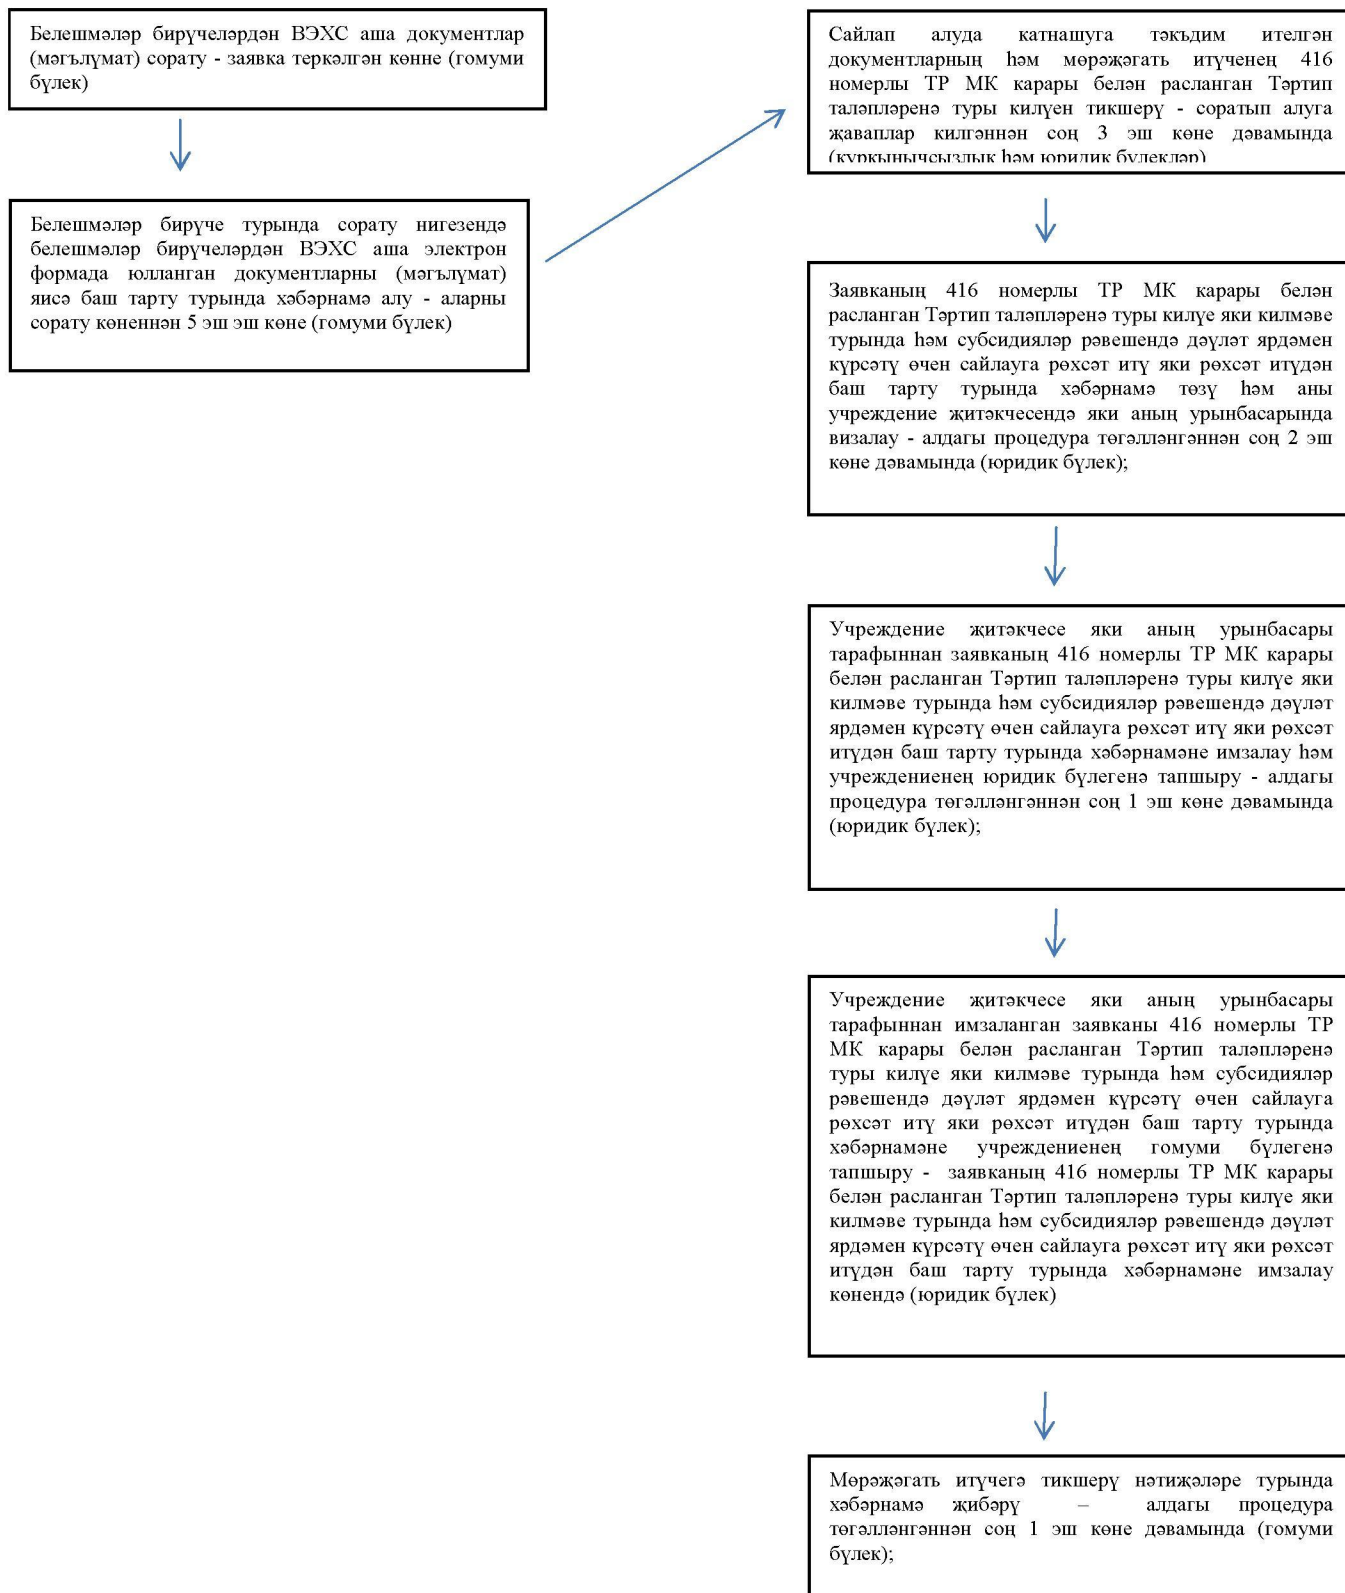 Белешмәләр бирүчеләрдән ВЭХС аша документлар
(мәгълүмат) сорату - заявка теркәлгән көнне (гомуми
бүлек)
Белешмәләр бирүче турында сорату нигезендә
белешмәләр бирүчеләрдән ВЭХС аша электрон
формада юлланган документларны (мәгълүмат)
яисә баш тарту турында хәбәрнамә алу - аларны
сорату көненнән 5 эш эш көне (гомуми бүлек)
Сайлап алуда катнашуга тәкъдим ителгән
документларның һәм мөрәҗәгать итүченең 416
номерлы ТР МК карары белән расланган Тәртип
таләпләренә туры килүен тикшерү - соратып алуга
җаваплар килгәннән соң 3 эш көне дәвамында
(куркынычсызлык һәм юридик бүлекләр)
Заявканың 416 номерлы ТР МК карары белән
расланган Тәртип таләпләренә туры килүе яки килмәве
турында һәм субсидияләр рәвешендә дәүләт ярдәмен
күрсәтү өчен сайлауга рөхсәт итү яки рөхсәт итүдән
баш тарту турында хәбәрнамә төзү һәм аны
учреждение җитәкчесендә яки аның урынбасарында
визалау - алдагы процедура төгәлләнгәннән соң 2 эш
көне дәвамында (юридик бүлек);
Учреждение җитәкчесе яки аның урынбасары
тарафыннан заявканың 416 номерлы ТР МК карары
белән расланган Тәртип таләпләренә туры килүе яки
килмәве турында һәм субсидияләр рәвешендә дәүләт
ярдәмен күрсәтү өчен сайлауга рөхсәт итү яки рөхсәт
итүдән баш тарту турында хәбәрнамәне имзалау һәм
учреждениенең юридик бүлегенә тапшыру - алдагы
процедура төгәлләнгәннән соң 1 эш көне дәвамында
(юридик бүлек);
Учреждение җитәкчесе яки аның урынбасары
тарафыннан имзаланган заявканы 416 номерлы ТР
МК карары белән расланган Тәртип таләпләренә
туры килүе яки килмәве турында һәм субсидияләр
рәвешендә дәүләт ярдәмен күрсәтү өчен сайлауга
рөхсәт итү яки рөхсәт итүдән баш тарту турында
хәбәрнамәне учреждениенең гомуми бүлегенә
тапшыру - заявканың 416 номерлы ТР МК карары
белән расланган Тәртип таләпләренә туры килүе яки
килмәве турында һәм субсидияләр рәвешендә дәүләт
ярдәмен күрсәтү өчен сайлауга рөхсәт итү яки рөхсәт
итүдән баш тарту турында хәбәрнамәне имзалау
көнендә (юридик бүлек)
Мөрәҗәгать итүчегә тикшерү нәтиҗәләре турында
хәбәрнамә җибәрү – алдагы процедура
төгәлләнгәннән соң 1 эш көне дәвамында (гомуми
бүлек);